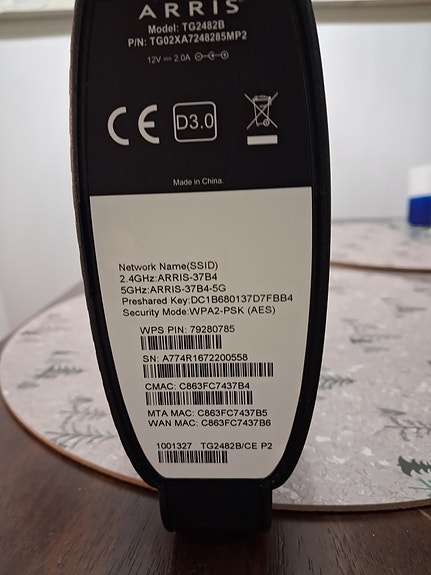 ARRIS
Model: TG2482B
P/N: TG02XA7248285MP2
12V 2.0A
CE D3.0
Made in China.
Network Name(SSID)
2.4GHz:ARRIS-37B4
5GHz:ARRIS-37B4-5G
Preshared Key:DC1B680137D7FBB4
Security Mode:WPA2-PSK (AES)
WPS PIN: 79280785
SN: A774R1672200558
CMAC: C863FC7437B4
MTA MAC: C863FC7437B5
WAN MAC: C863FC7437B6
1001327 TG2482B/CE P2